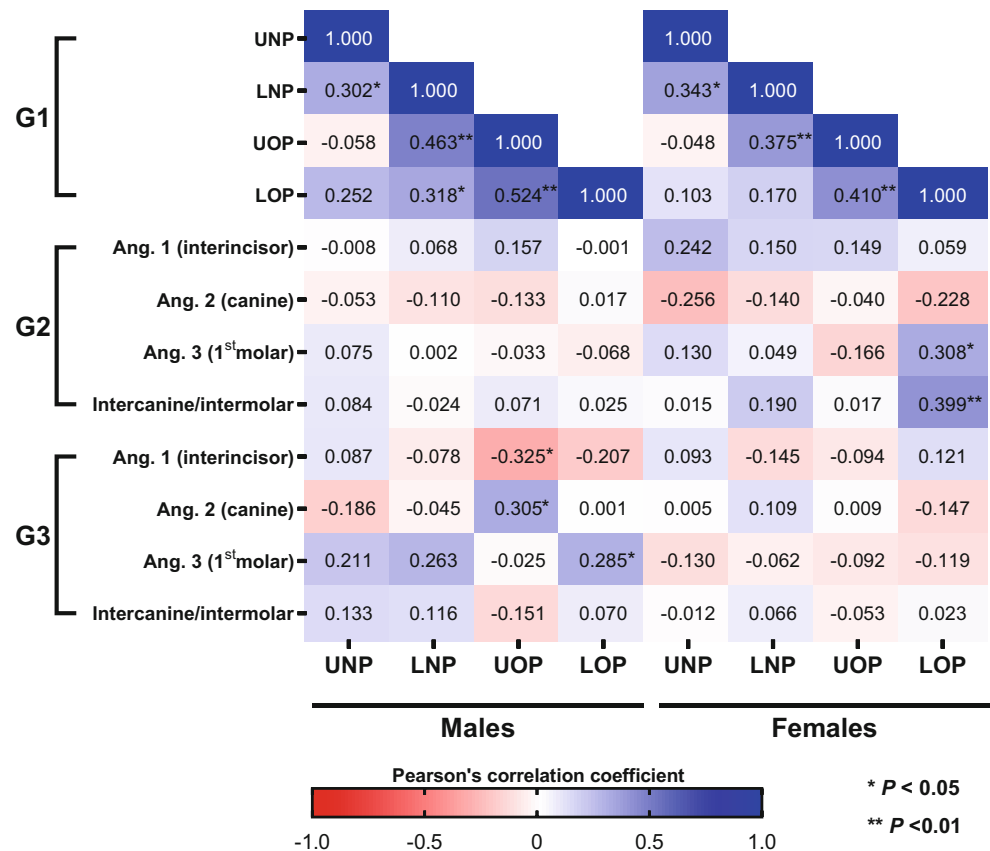 UNP 1.000 1.000
LNP 0.302* 1.000 0.343* 1.000
G1
UOP -0.058 0.463** 1.000 -0.048 0.375** 1.000
LOP 0.252 0.318* 0.524** 1.000 0.103 0.170 0.410** 1.000
Ang. 1 (interincisor) -0.008 0.068 0.157 -0.001 0.242 0.150 0.149 0.059
Ang. 2 (canine) -0.053 -0.110 -0.133 0.017 -0.256 -0.140 -0.040 -0.228
G2
Ang. 3 (1st molar) 0.075 0.002 -0.033 -0.068 0.130 0.049 -0.166 0.308*
Intercanine/intermolar 0.084 -0.024 0.071 0.025 0.015 0.190 0.017 0.399**
Ang. 1 (interincisor) 0.087 -0.078 -0.325* -0.207 0.093 -0.145 -0.094 0.121
Ang. 2 (canine) -0.186 -0.045 0.305* 0.001 0.005 0.109 0.009 -0.147
G3
Ang. 3 (1st molar) 0.211 0.263 -0.025 0.285* -0.130 -0.062 -0.092 -0.119
Intercanine/intermolar 0.133 0.116 -0.151 0.070 -0.012 0.066 -0.053 0.023
UNP LNP UOP LOP UNP LNP UOP LOP
Males Females
Pearson's correlation coefficient
-1.0 -0.5 0 0.5 1.0
* P < 0.05
** P <0.01